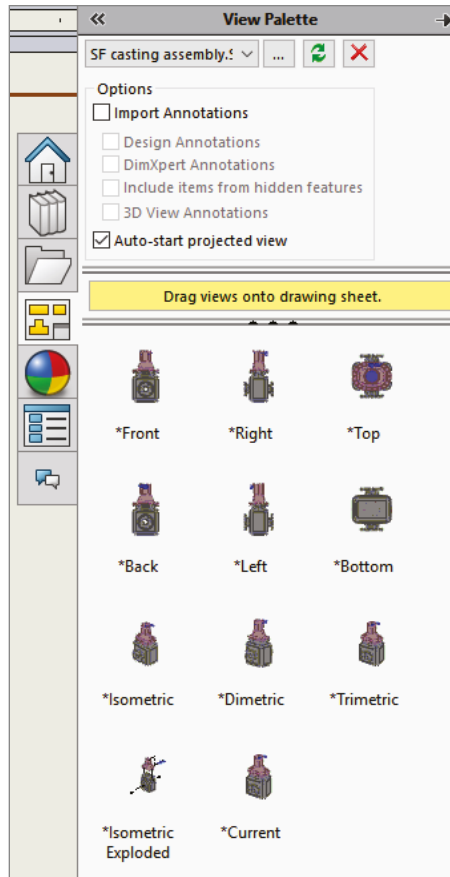 View Palette
SF casting assembly.S
...
Options
Import Annotations
Design Annotations
DimXpert Annotations
Include items from hidden features
3D View Annotations
Auto-start projected view
Drag views onto drawing sheet.
*Front *Right *Top
*Back *Left *Bottom
*Isometric *Dimetric *Trimetric
*Isometric *Current
Exploded